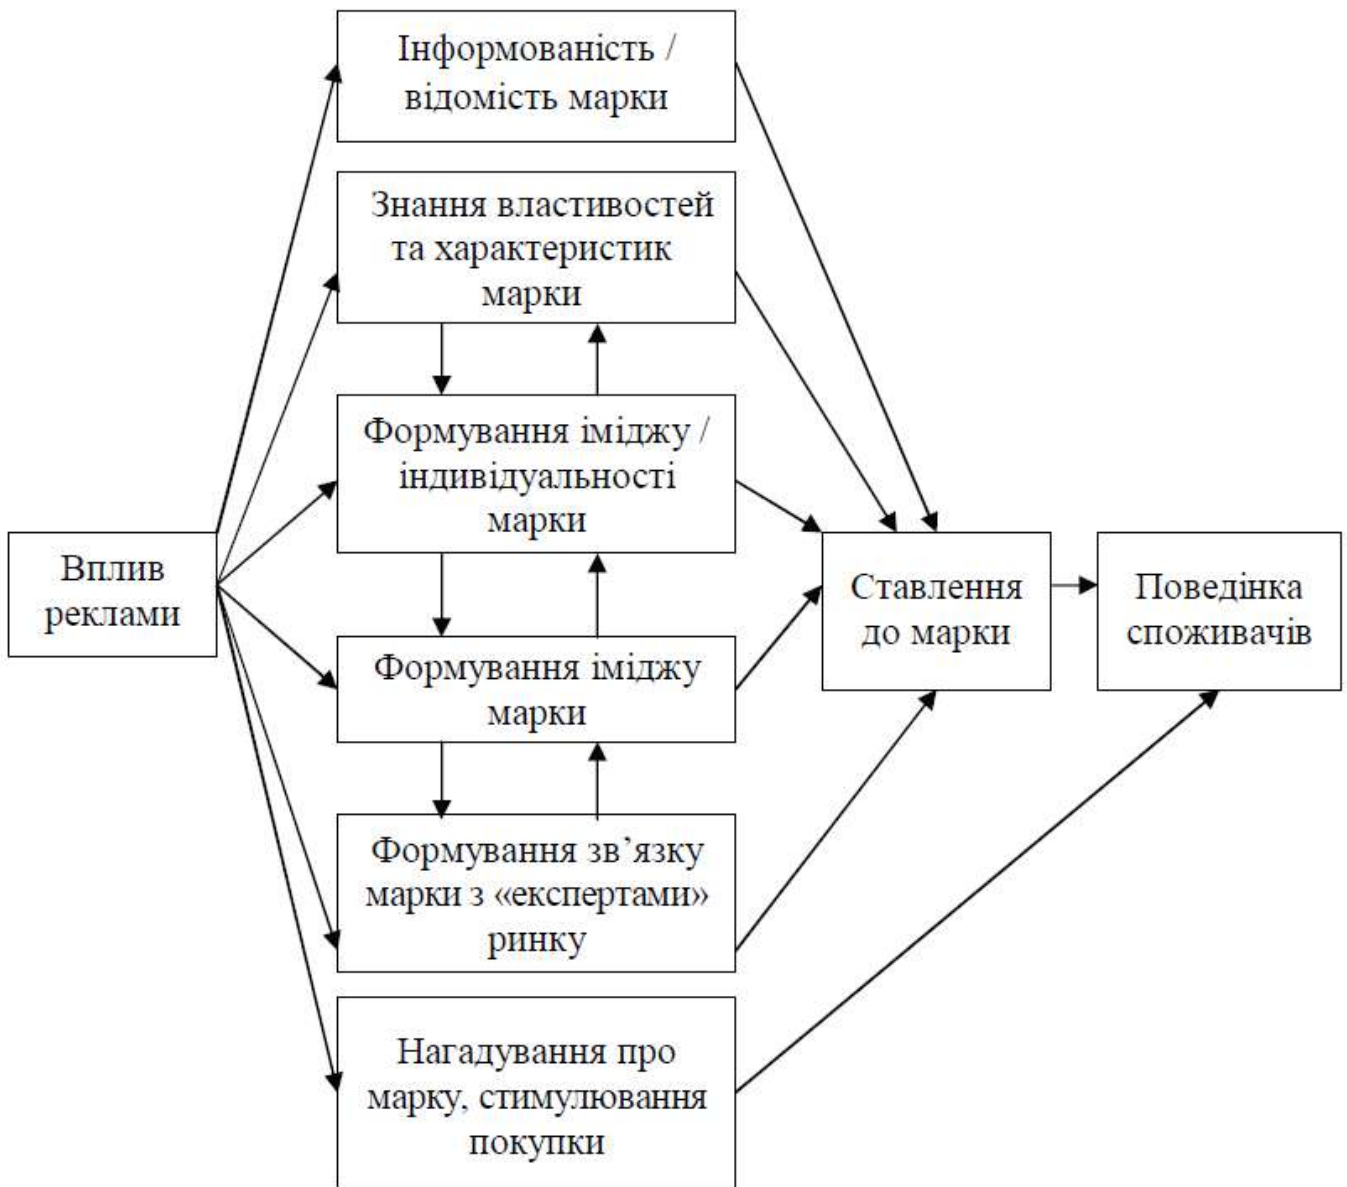 Інформованість /
відомість марки
Знання властивостей
та характеристик
марки
Формування іміджу /
індивідуальності
марки
Вплив
реклами
Ставлення
до марки
Поведінка
споживачів
Формування іміджу
марки
Формування зв’язку
марки з «експертами»
ринку
Нагадування про
марку, стимулювання
покупки